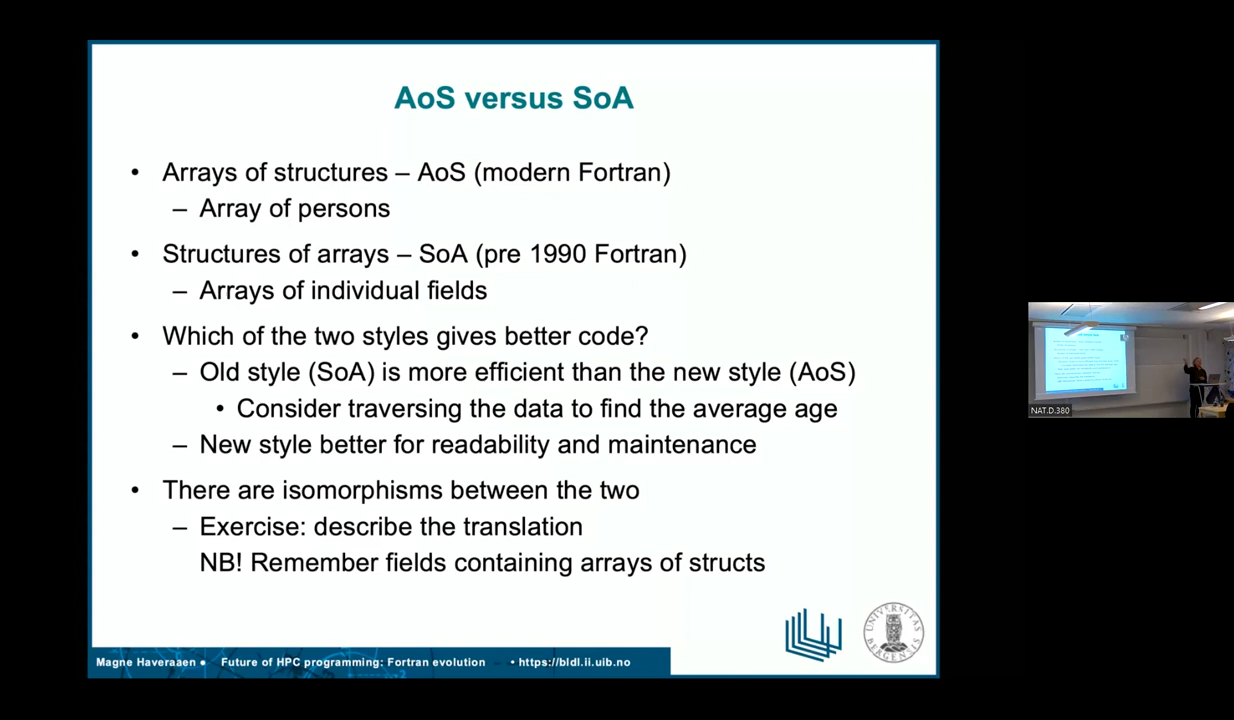 AoS versus SoA
• Arrays of structures – AoS (modern Fortran)
– Array of persons
• Structures of arrays – SoA (pre 1990 Fortran)
– Arrays of individual fields
• Which of the two styles gives better code?
– Old style (SoA) is more efficient than the new style (AoS)
• Consider traversing the data to find the average age
– New style better for readability and maintenance
• There are isomorphisms between the two
– Exercise: describe the translation
NB! Remember fields containing arrays of structs
UNIVERSITAS BERGENSIS
Magne Haveraaen ● Future of HPC programming: Fortran evolution – • https://bldl.ii.uib.no
NAT.D.380